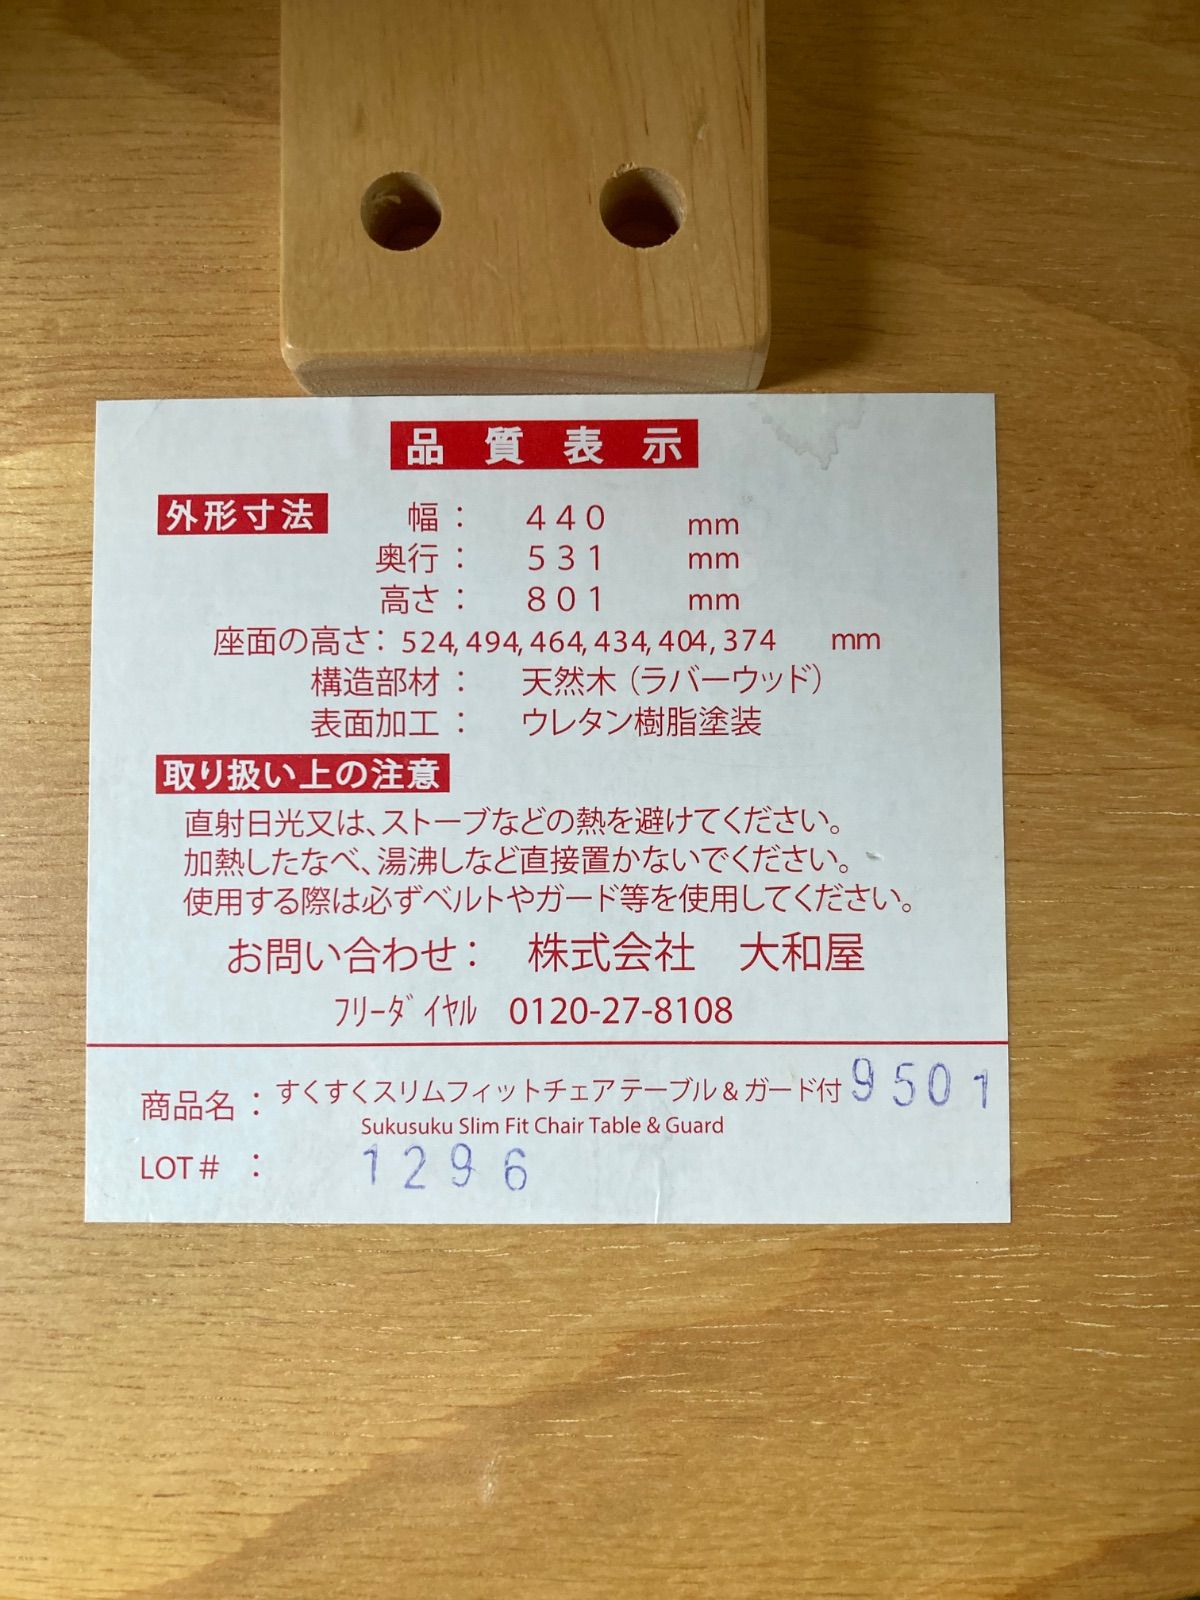 品質表示
外形寸法 幅： 440 mm
奥行： 531 mm
高さ： 801 mm
座面の高さ： 524, 494, 464, 434, 404, 374 mm
構造部材： 天然木（ラバーウッド）
表面加工： ウレタン樹脂塗装
取り扱い上の注意
直射日光又は、ストーブなどの熱を避けてください。
加熱したなべ、湯沸しなど直接置かないでください。
使用する際は必ずベルトやガード等を使用してください。
お問い合わせ： 株式会社 大和屋
ﾌﾘｰﾀﾞｲﾔﾙ 0120-27-8108
商品名： すくすくスリムフィットチェア テーブル & ガード付 9501
Sukusuku Slim Fit Chair Table & Guard
LOT＃ ： 1296